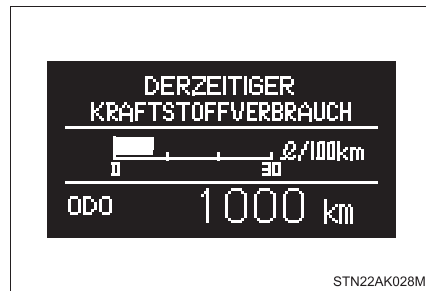 DERZEITIGER
KRAFTSTOFFVERBRAUCH
ℓ/100km
0 30
ODO 1000 km
STN22AK028M